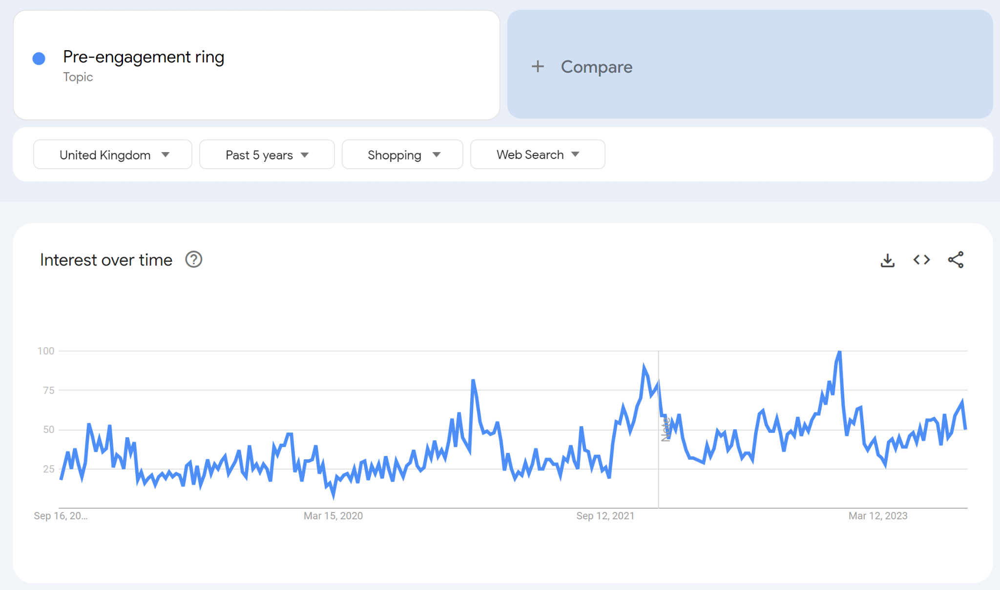 Pre-engagement ring
Topic
+ Compare
United Kingdom
Past 5 years
Shopping
Web Search
Interest over time ?
100
75
50
25
Note
Sep 16, 20...
Mar 15, 2020
Sep 12, 2021
Mar 12, 2023